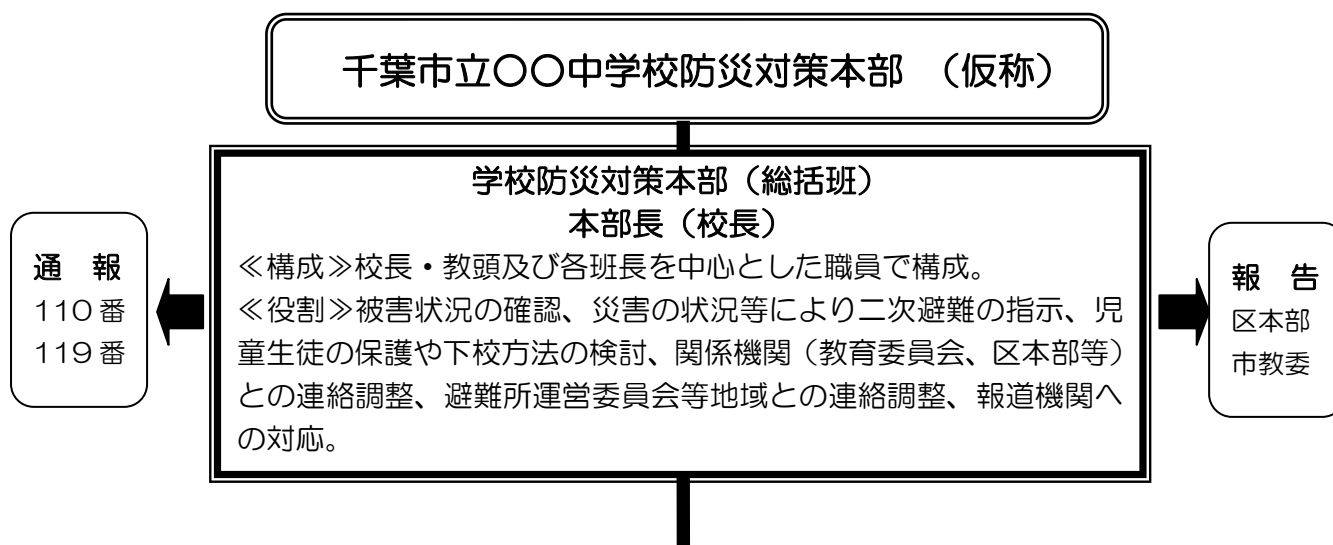 千葉市立〇〇中学校防災対策本部　（仮称）
学校防災対策本部（総括班）
本部長（校長）
≪構成≫校長・教頭及び各班長を中心とした職員で構成。
≪役割≫被害状況の確認、災害の状況等により二次避難の指示、児
童生徒の保護や下校方法の検討、関係機関（教育委員会、区本部等）
との連絡調整、避難所運営委員会等地域との連絡調整、報道機関へ
の対応。
通　報
110番
119番
報　告
区本部
市教委